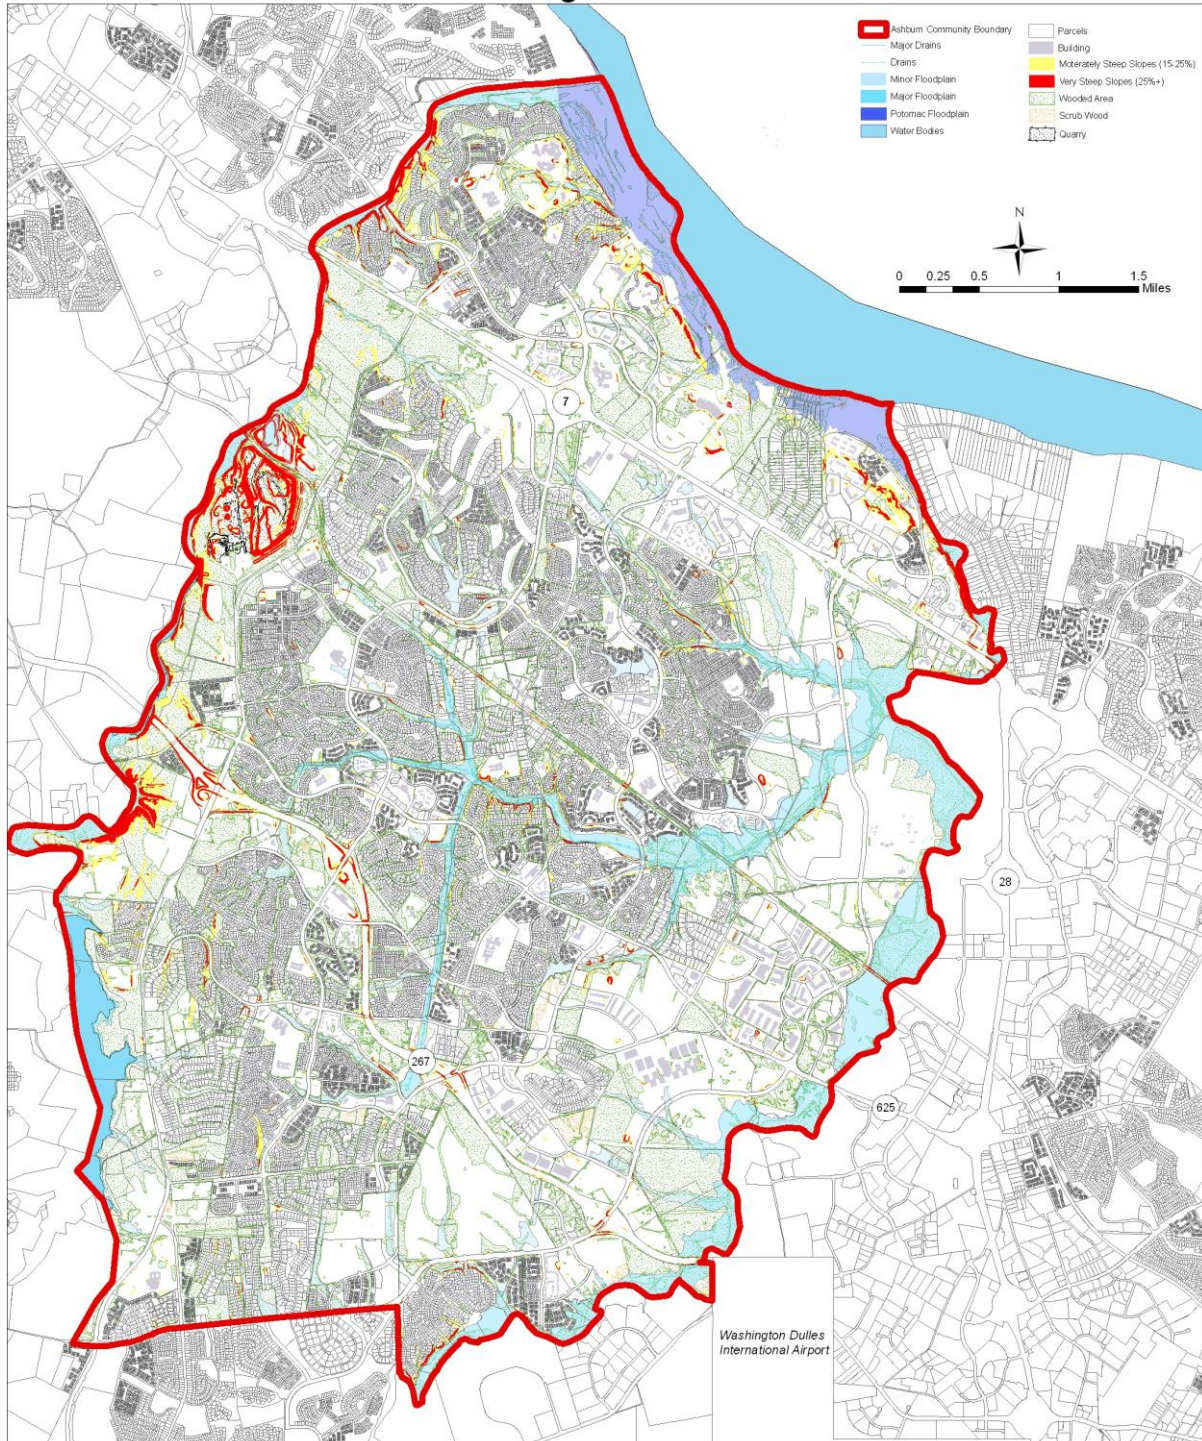 Ashburn Community Boundary
Major Drains
Drains
Minor Floodplain
Major Floodplain
Potomac Floodplain
Water Bodies
Parcels
Building
Moterately Steep Slopes (15-25%)
Very Steep Slopes (25%+)
Wooded Area
Scrub Wood
Quarry
N
0 0.25 0.5 1 1.5
Miles
7
28
267
625
Washington Dulles
International Airport